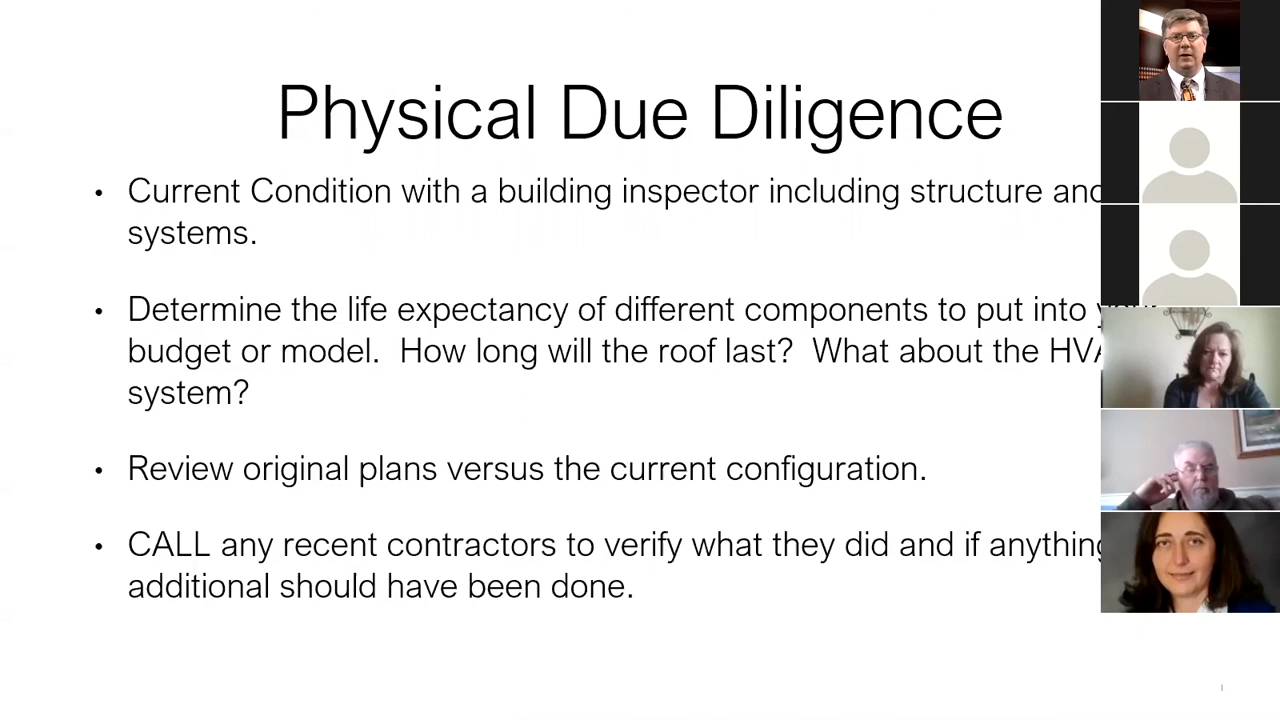 Physical Due Diligence
• Current Condition with a building inspector including structure and
systems.
• Determine the life expectancy of different components to put into
budget or model. How long will the roof last? What about the
system?
• Review original plans versus the current configuration.
• CALL any recent contractors to verify what they did and if anything
additional should have been done.